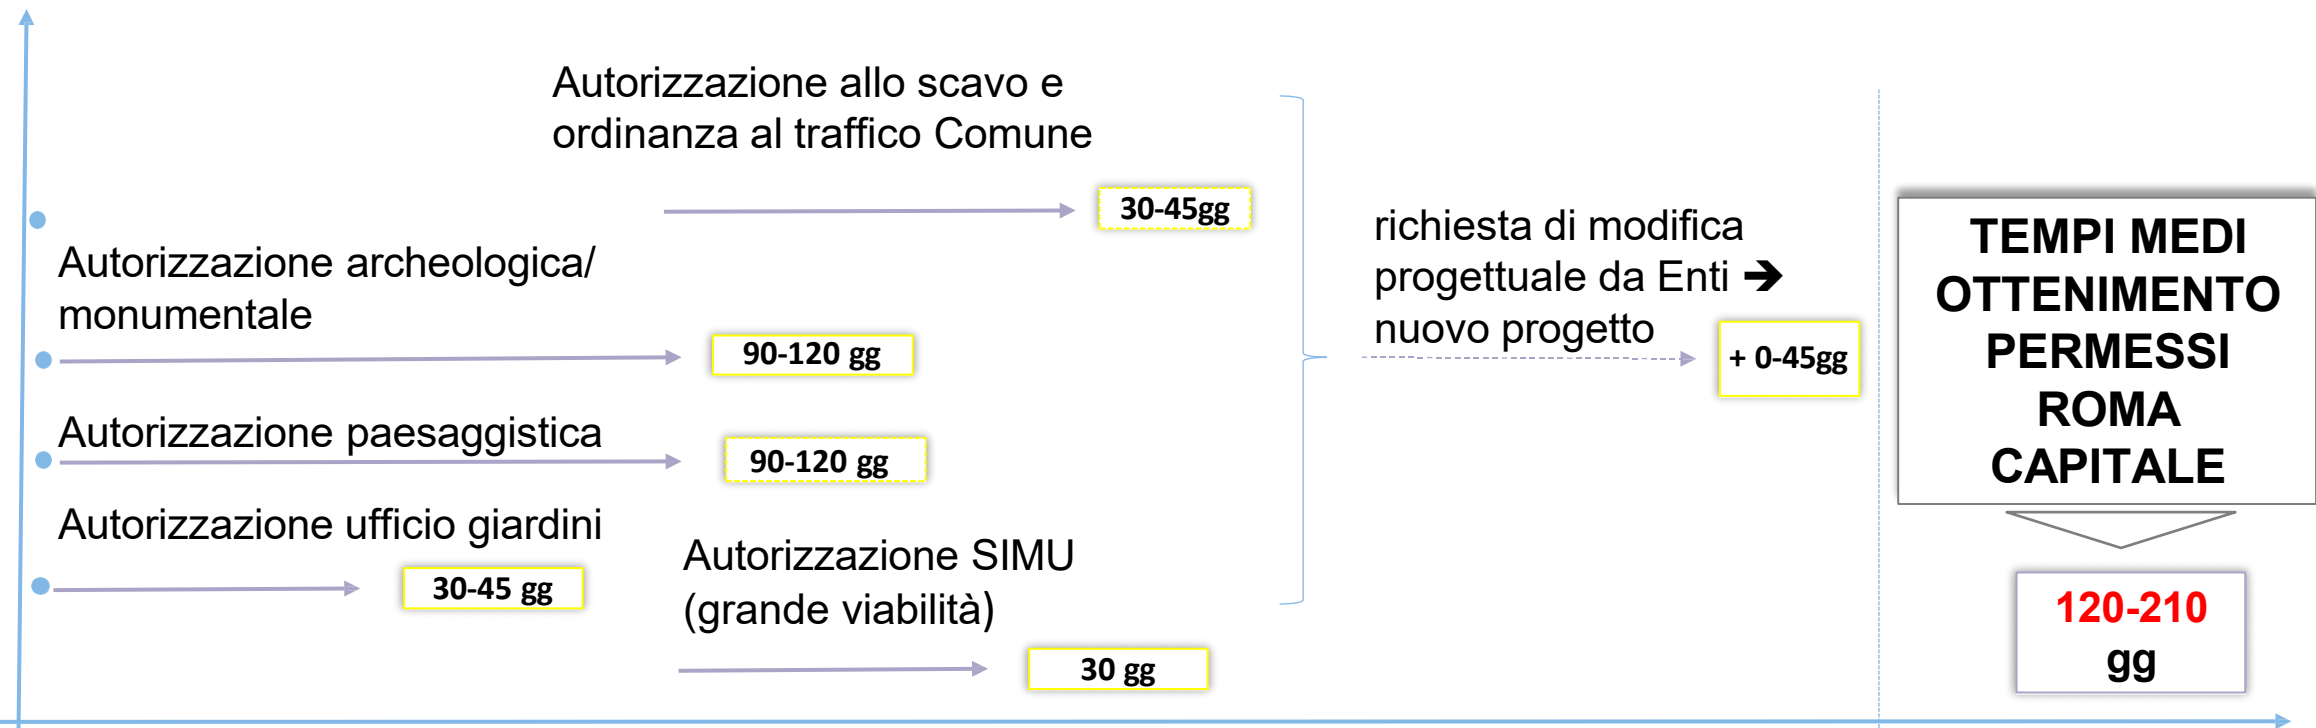 Autorizzazione allo scavo e
ordinanza al traffico Comune
30-45gg
Autorizzazione archeologica/
monumentale
90-120 gg
Autorizzazione paesaggistica
90-120 gg
Autorizzazione ufficio giardini
30-45 gg
Autorizzazione SIMU
(grande viabilità)
30 gg
richiesta di modifica
progettuale da Enti ➔
nuovo progetto
+ 0-45gg
TEMPI MEDI
OTTENIMENTO
PERMESSI
ROMA
CAPITALE
120-210
gg